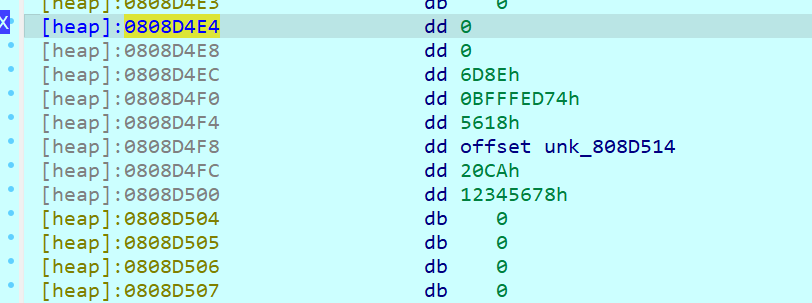 [heap]:0808D4E3 db 0
X [heap]:0808D4E4 dd 0
[heap]:0808D4E8 dd 0
[heap]:0808D4EC dd 6D8Eh
[heap]:0808D4F0 dd 0BFFFED74h
[heap]:0808D4F4 dd 5618h
[heap]:0808D4F8 dd offset unk_808D514
[heap]:0808D4FC dd 20CAh
[heap]:0808D500 dd 12345678h
[heap]:0808D504 db 0
[heap]:0808D505 db 0
[heap]:0808D506 db 0
[heap]:0808D507 db 0